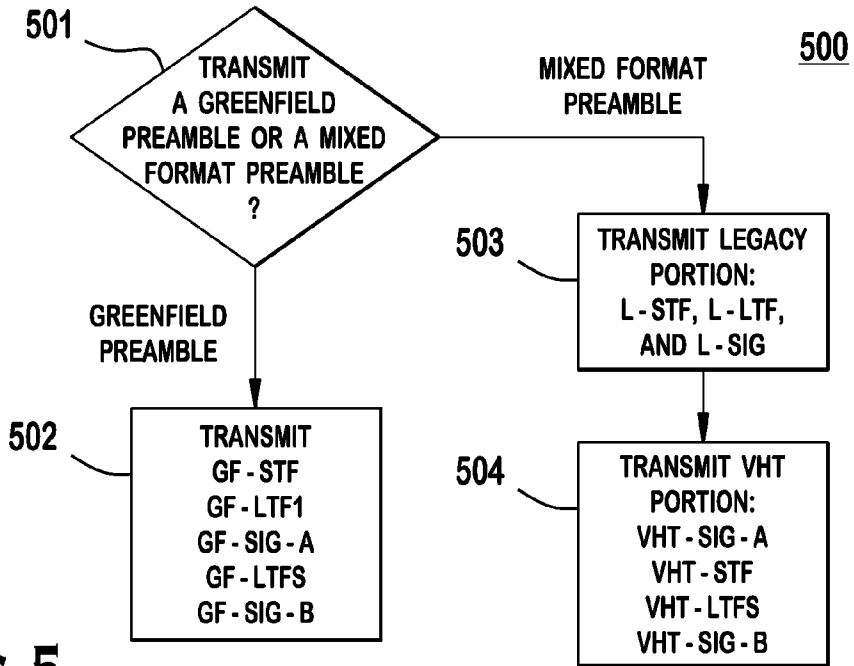 501
TRANSMIT
A GREENFIELD
PREAMBLE OR A MIXED
FORMAT PREAMBLE
?
MIXED FORMAT
PREAMBLE
500
503
TRANSMIT LEGACY
PORTION:
L-STF, L-LTF,
AND L-SIG
GREENFIELD
PREAMBLE
502
TRANSMIT
GF-STF
GF-LTF1
GF-SIG-A
GF-LTFS
GF-SIG-B
504
TRANSMIT VHT
PORTION:
VHT-SIG-A
VHT-STF
VHT-LTFS
VHT-SIG-B